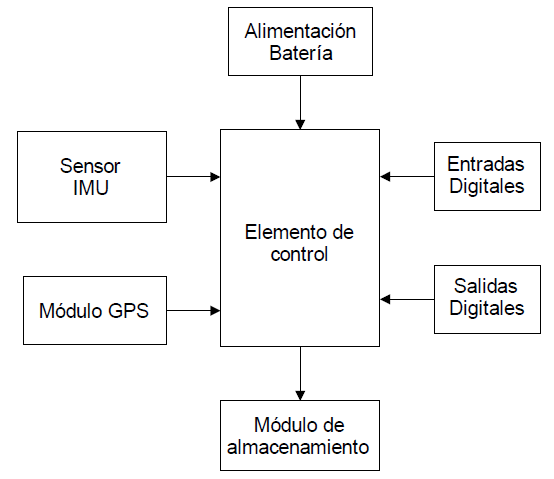 Alimentación
Batería
Sensor
IMU
Entradas
Digitales
Elemento de
control
Módulo GPS
Salidas
Digitales
Módulo de
almacenamiento